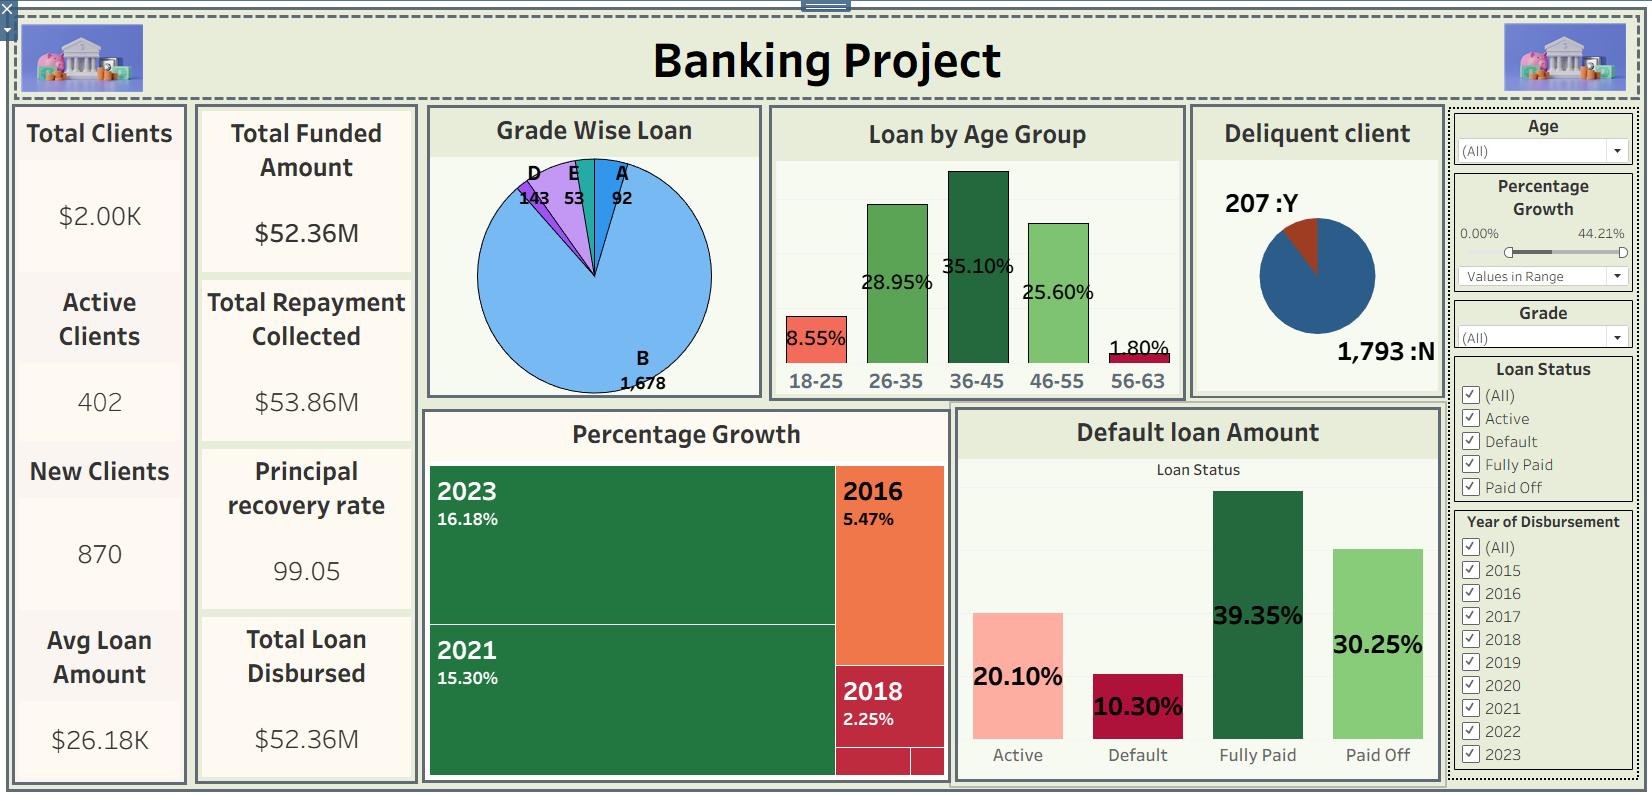 Banking Project
Total Clients
$2.00K
Active
Clients
402
New Clients
870
Avg Loan
Amount
$26.18K
Total Funded
Amount
$52.36M
Total Repayment
Collected
$53.86M
Principal
recovery rate
99.05
Total Loan
Disbursed
$52.36M
Grade Wise Loan
D
143
E
53
A
92
B
1,678
Loan by Age Group
8.55%
28.95%
35.10%
25.60%
1.80%
18-25
26-35
36-45
46-55
56-63
Deliquent client
207 :Y
1,793 :N
Percentage Growth
2023
16.18%
2021
15.30%
2016
5.47%
2018
2.25%
Default loan Amount
Loan Status
20.10%
10.30%
39.35%
30.25%
Active
Default
Fully Paid
Paid Off
Age
(All)
Percentage
Growth
0.00%
44.21%
Values in Range
Grade
(All)
Loan Status
(All)
Active
Default
Fully Paid
Paid Off
Year of Disbursement
(All)
2015
2016
2017
2018
2019
2020
2021
2022
2023